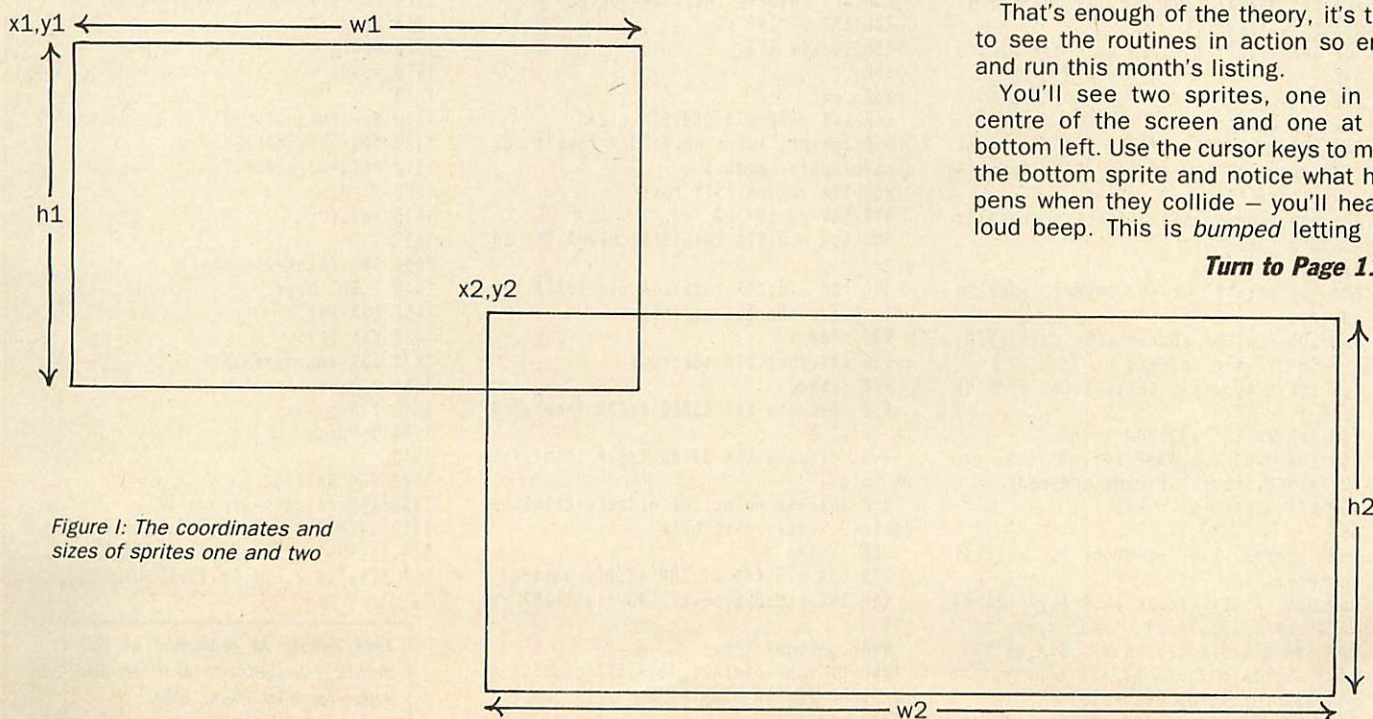 x1,y1
w1
h1
x2,y2
h2
w2
Figure I: The coordinates and
sizes of sprites one and two
That's enough of the theory, it's t
to see the routines in action so
and run this month's listing.
You'll see two sprites, one in
centre of the screen and one at
bottom left. Use the cursor keys to m
the bottom sprite and notice what h
pens when they collide – you'll hea
loud beep. This is bumped letting
Turn to Page 1